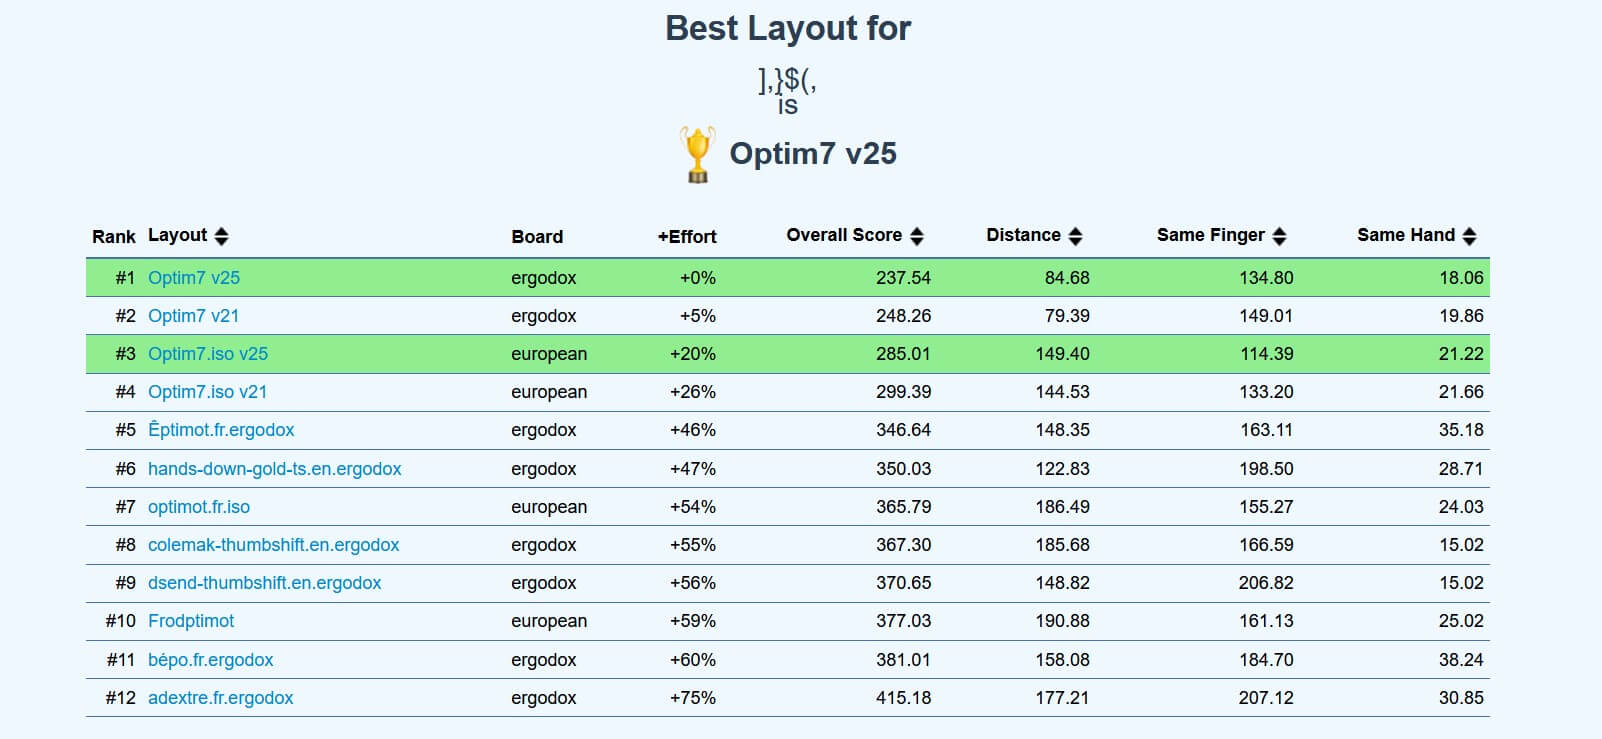 Best Layout for
],}$(,
is
Optim7 v25
Rank Layout Board +Effort Overall Score Distance Same Finger Same Hand
#1 Optim7 v25 ergodox +0% 237.54 84.68 134.80 18.06
#2 Optim7 v21 ergodox +5% 248.26 79.39 149.01 19.86
#3 Optim7.iso v25 european +20% 285.01 149.40 114.39 21.22
#4 Optim7.iso v21 european +26% 299.39 144.53 133.20 21.66
#5 Êptimot.fr.ergodox ergodox +46% 346.64 148.35 163.11 35.18
#6 hands-down-gold-ts.en.ergodox ergodox +47% 350.03 122.83 198.50 28.71
#7 optimot.fr.iso european +54% 365.79 186.49 155.27 24.03
#8 colemak-thumbshift.en.ergodox ergodox +55% 367.30 185.68 166.59 15.02
#9 dsend-thumbshift.en.ergodox ergodox +56% 370.65 148.82 206.82 15.02
#10 Frodptimot european +59% 377.03 190.88 161.13 25.02
#11 bépo.fr.ergodox ergodox +60% 381.01 158.08 184.70 38.24
#12 adextre.fr.ergodox ergodox +75% 415.18 177.21 207.12 30.85